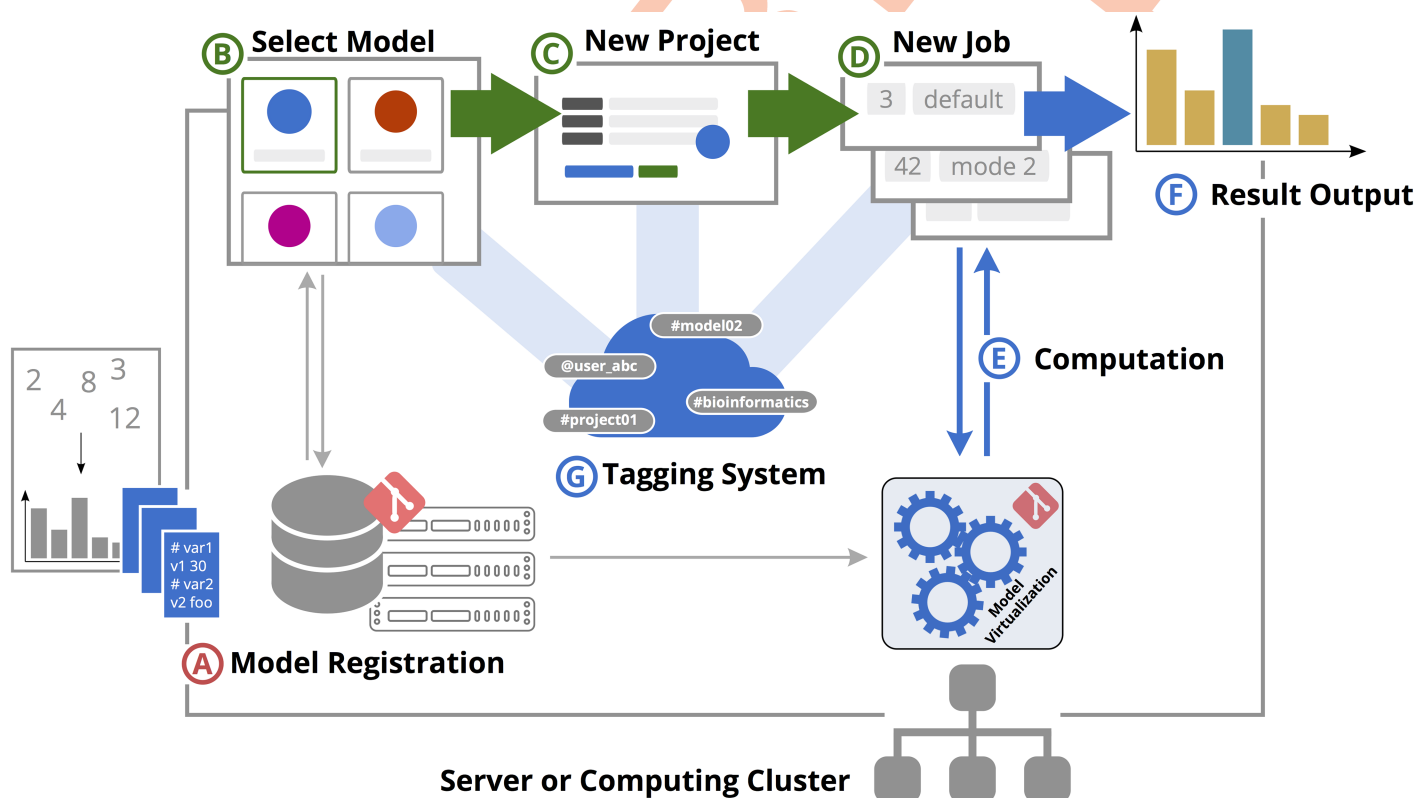 B Select Model
C New Project
D New Job
3 default
42 mode 2
F Result Output
#model02
@user_abc
#bioinformatics
#project01
G Tagging System
E Computation
2 8 3
4 12
# var1
v1 30
# var2
v2 foo
A Model Registration
Model
Virtualization
Server or Computing Cluster